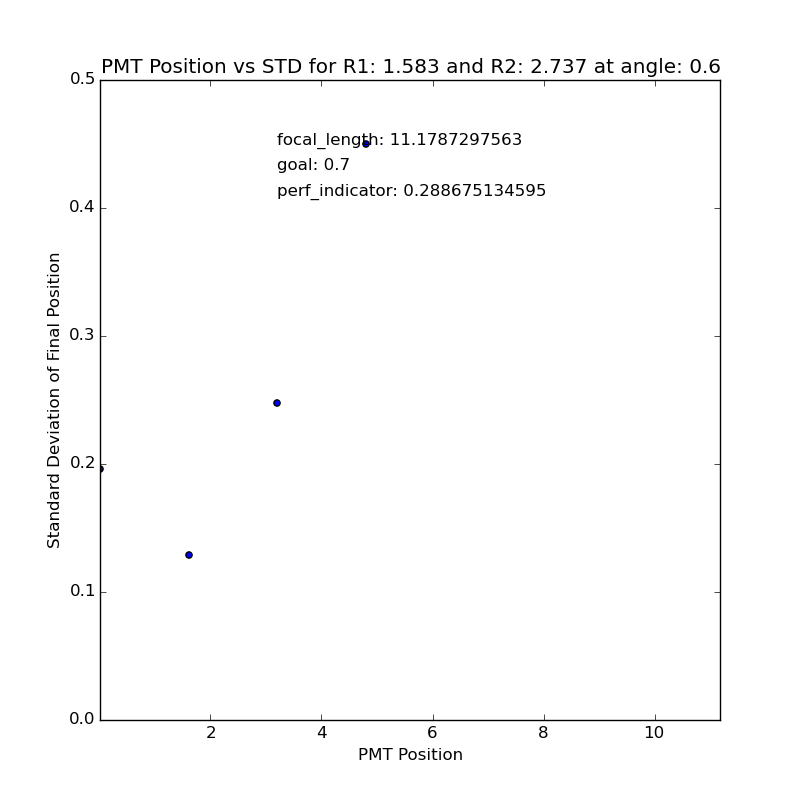 PMT Position vs STD for R1: 1.583 and R2: 2.737 at angle: 0.6
0.5
focal_length: 11.1787297563
goal: 0.7
perf_indicator: 0.288675134595
0.4
0.3
0.2
0.1
0.0
Standard Deviation of Final Position
2 4 6 8 10
PMT Position